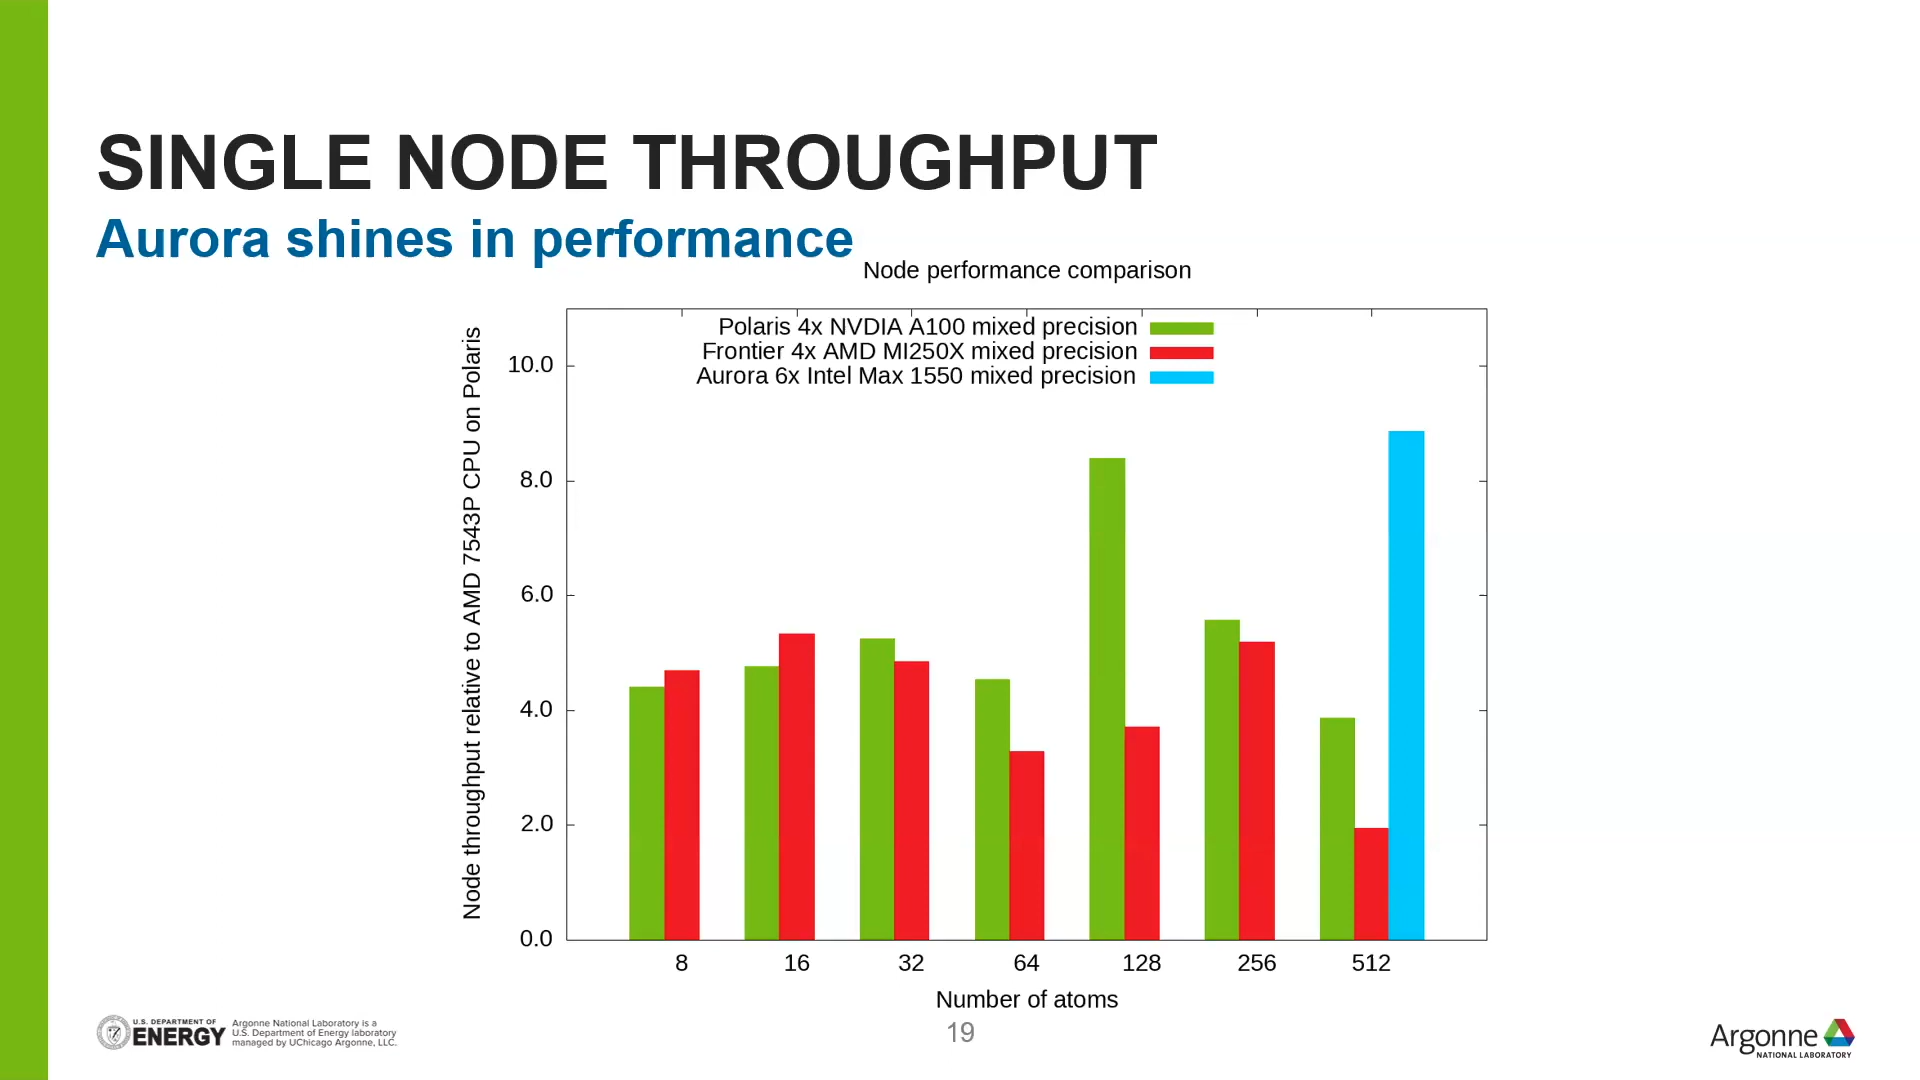 SINGLE NODE THROUGHPUT
Aurora shines in performance
Node performance comparison
Polaris 4x NVDIA A100 mixed precision
Frontier 4x AMD MI250X mixed precision
Aurora 6x Intel Max 1550 mixed precision
Node throughput relative to AMD 7543P CPU on Polaris
10.0
8.0
6.0
4.0
2.0
0.0
8 16 32 64 128 256 512
Number of atoms
U.S. DEPARTMENT OF
ENERGY
Argonne National Laboratory is a
U.S. Department of Energy laboratory
managed by UChicago Argonne, LLC.
19
Argonne
NATIONAL LABORATORY